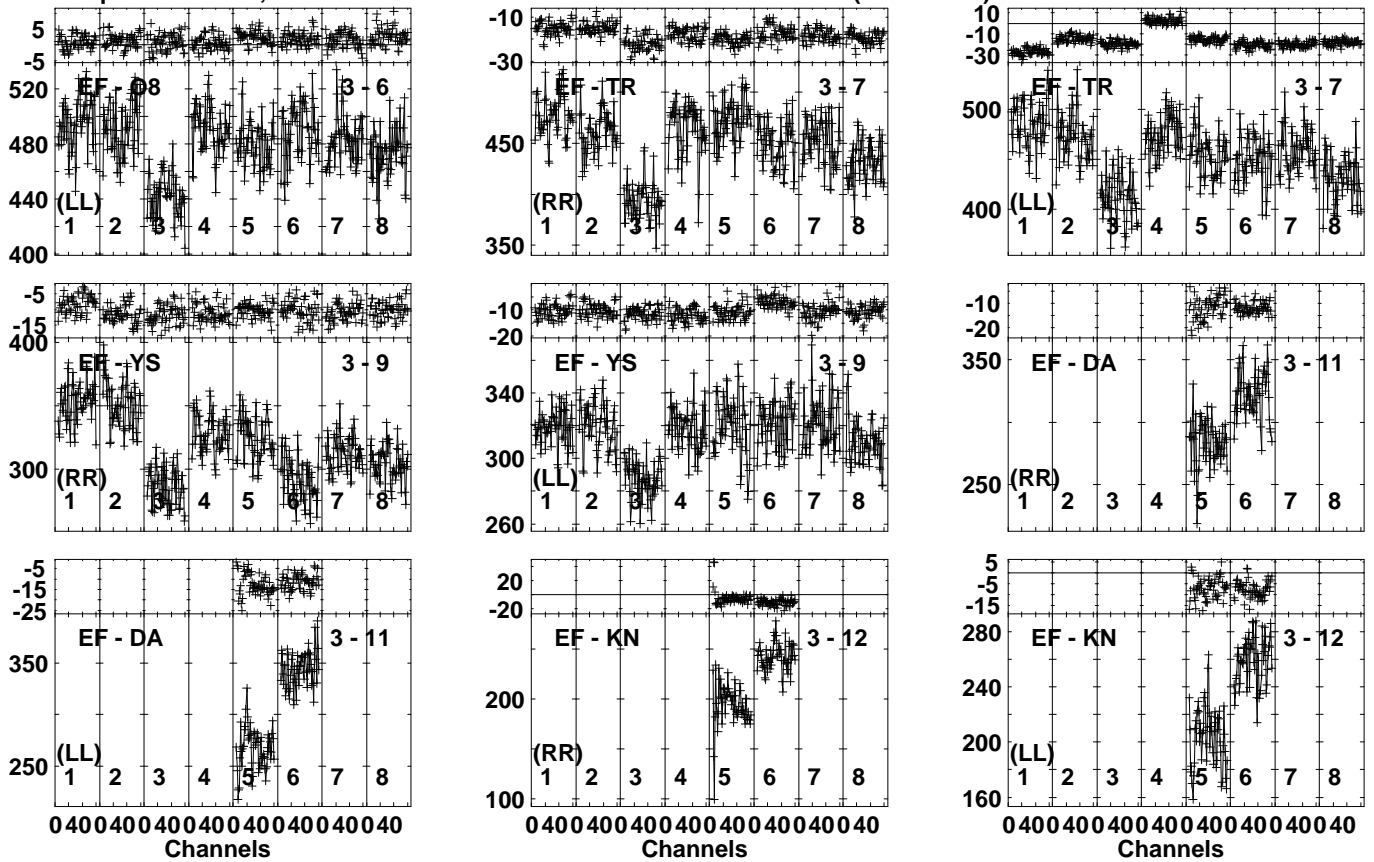 5
-5
520
480
440
400
EF - O8 3 - 6
(LL)
1 2 3 4 5 6 7 8
-10
-30
450
350
EF - TR 3 - 7
(RR)
1 2 3 4 5 6 7 8
10
-10
-30
500
400
EF - TR 3 - 7
(LL)
1 2 3 4 5 6 7 8
-5
-15
400
300
EF - YS 3 - 9
(RR)
1 2 3 4 5 6 7 8
-10
-20
340
300
260
EF - YS 3 - 9
(LL)
1 2 3 4 5 6 7 8
-10
-20
350
250
EF - DA 3 - 11
(RR)
1 2 3 4 5 6 7 8
-5
-15
-25
350
250
EF - DA 3 - 11
(LL)
1 2 3 4 5 6 7 8
0 40 0 40 0 40 0 40 0 40 0 40 0 40 0 40
Channels
20
-20
200
100
EF - KN 3 - 12
(RR)
1 2 3 4 5 6 7 8
0 40 0 40 0 40 0 40 0 40 0 40 0 40 0 40
Channels
5
-5
-15
280
240
200
160
EF - KN 3 - 12
(LL)
1 2 3 4 5 6 7 8
0 40 0 40 0 40 0 40 0 40 0 40 0 40 0 40
Channels